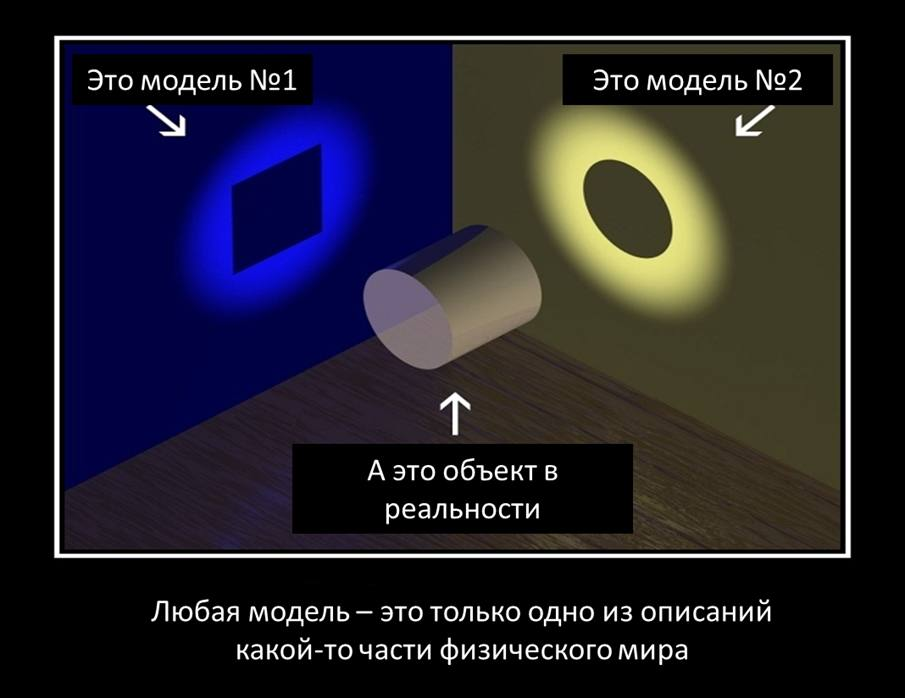 Это модель №1
Это модель №2
А это объект в
реальности
Любая модель – это только одно из описаний
какой-то части физического мира